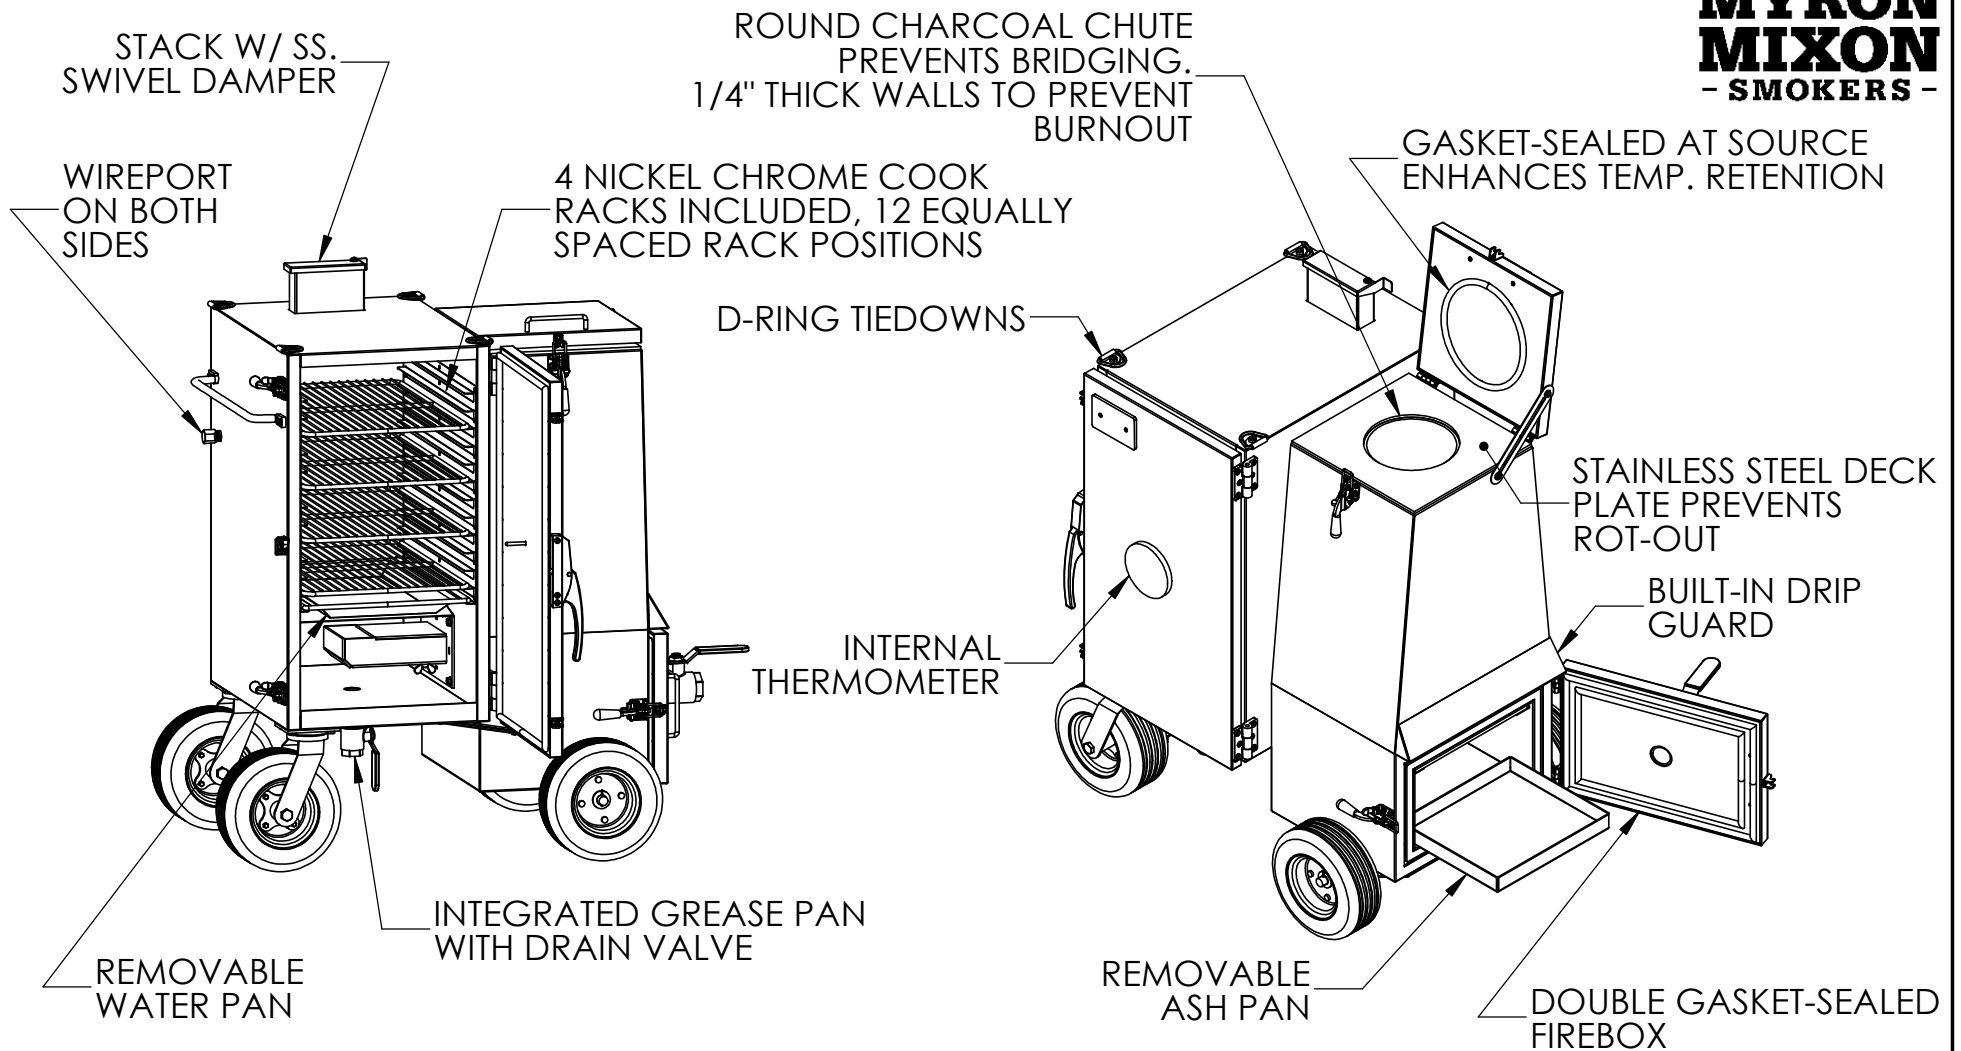 MYRON
MIXON
- SMOKERS -
STACK W/ SS.
SWIVEL DAMPER
ROUND CHARCOAL CHUTE
PREVENTS BRIDGING.
1/4" THICK WALLS TO PREVENT
BURNOUT
GASKET-SEALED AT SOURCE
ENHANCES TEMP. RETENTION
WIREPORT
ON BOTH
SIDES
4 NICKEL CHROME COOK
RACKS INCLUDED, 12 EQUALLY
SPACED RACK POSITIONS
D-RING TIEDOWNS
STAINLESS STEEL DECK
PLATE PREVENTS
ROT-OUT
BUILT-IN DRIP
GUARD
INTERNAL
THERMOMETER
INTEGRATED GREASE PAN
WITH DRAIN VALVE
REMOVABLE
WATER PAN
REMOVABLE
ASH PAN
DOUBLE GASKET-SEALED
FIREBOX